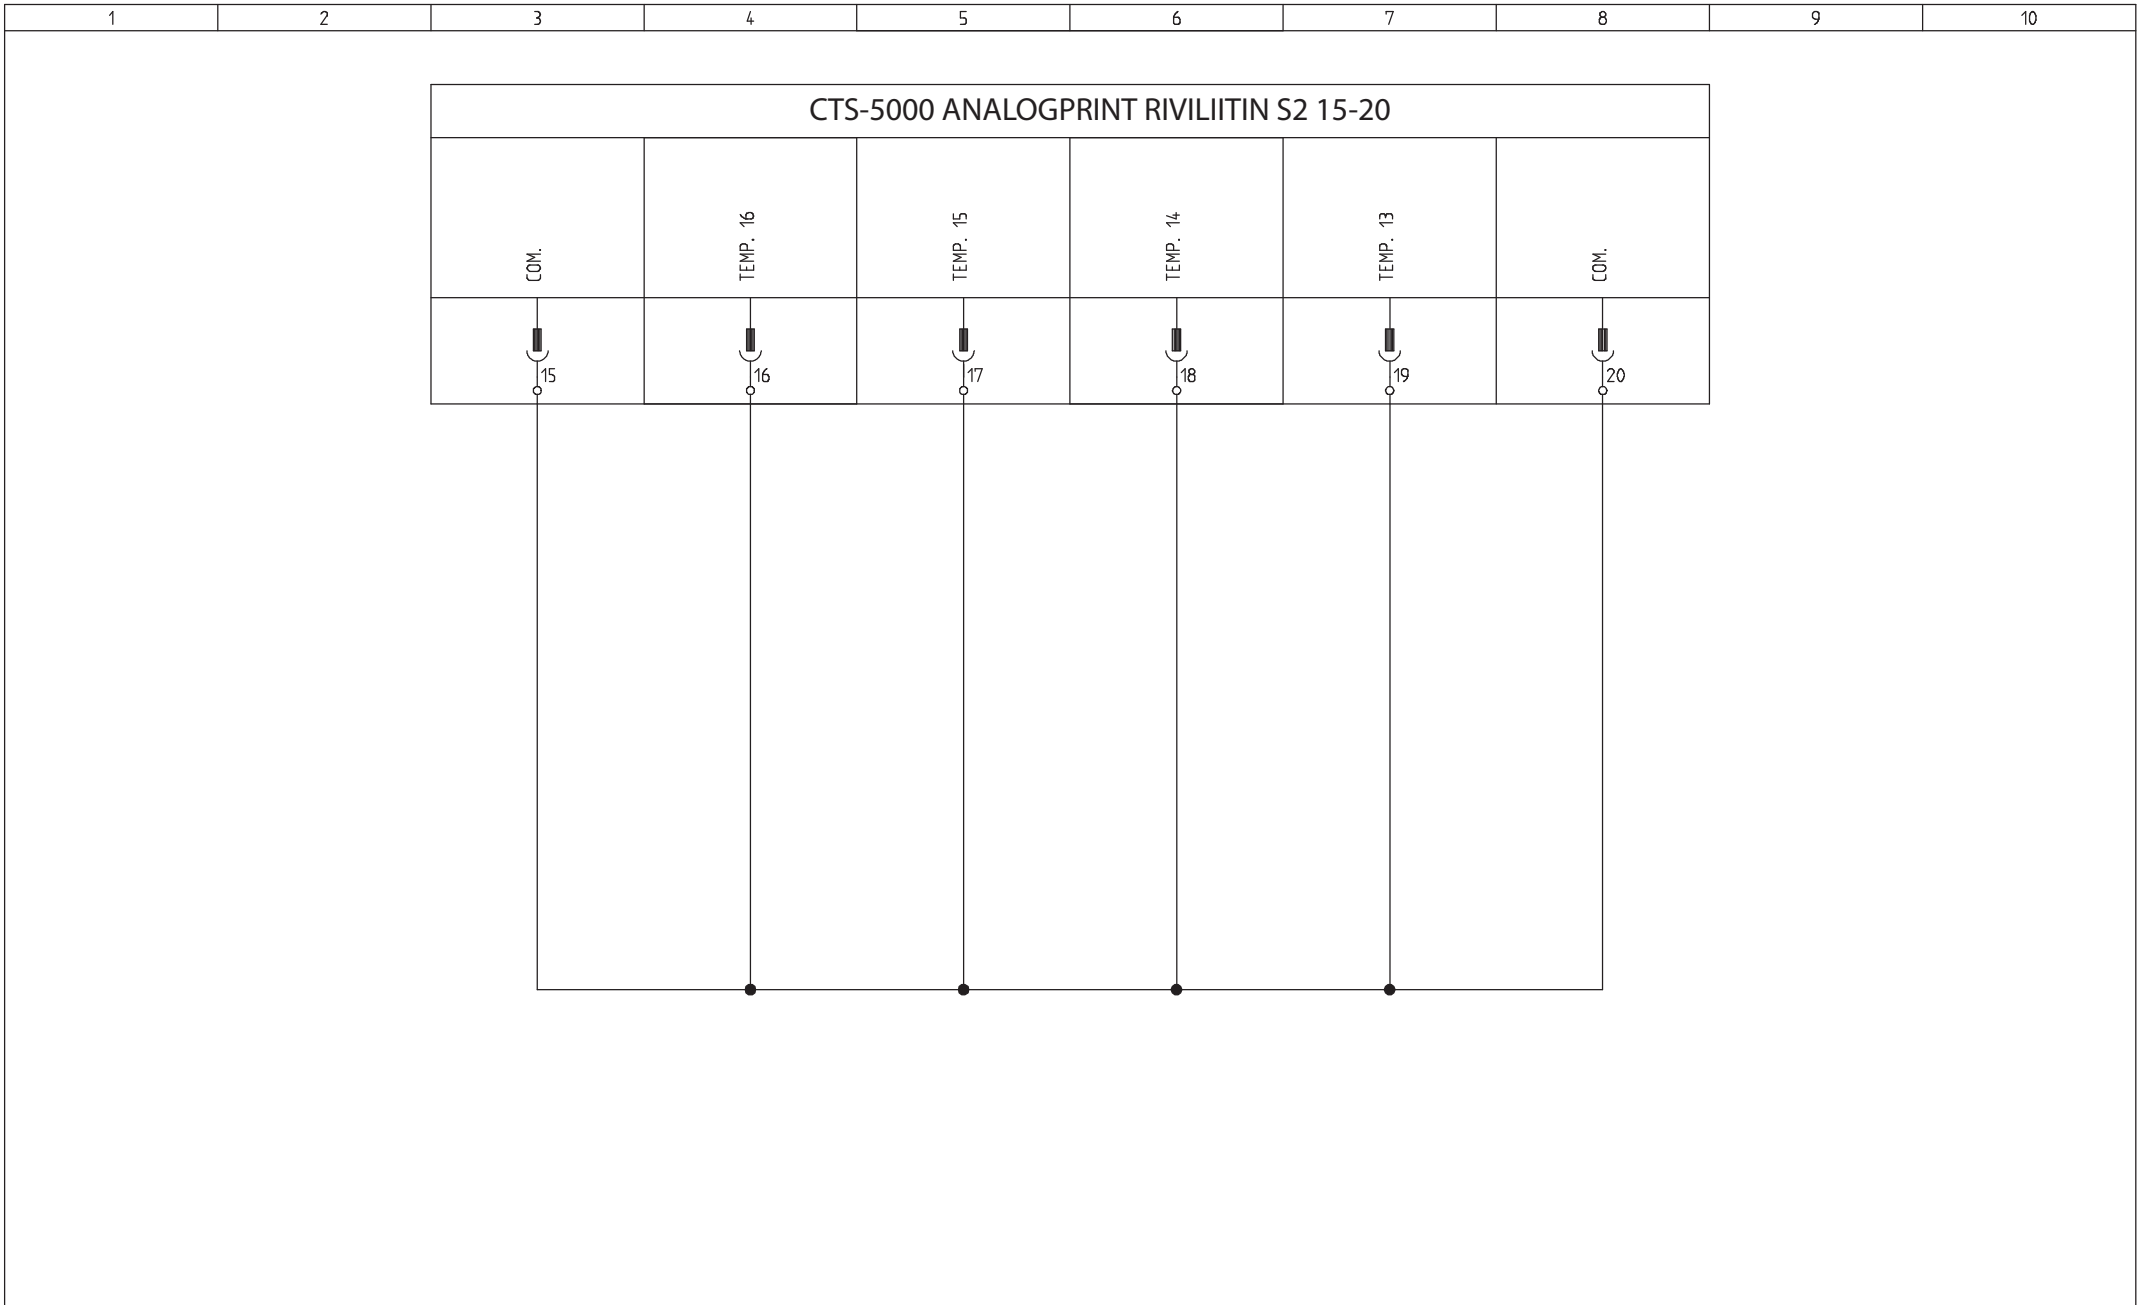 1 2 3 4 5 6 7 8 9 10
CTS-5000 ANALOGPRINT RIVILIITIN S2 15-20
COM. TEMP. 16 TEMP. 15 TEMP. 14 TEMP. 13 COM.
15 16 17 18 19 20